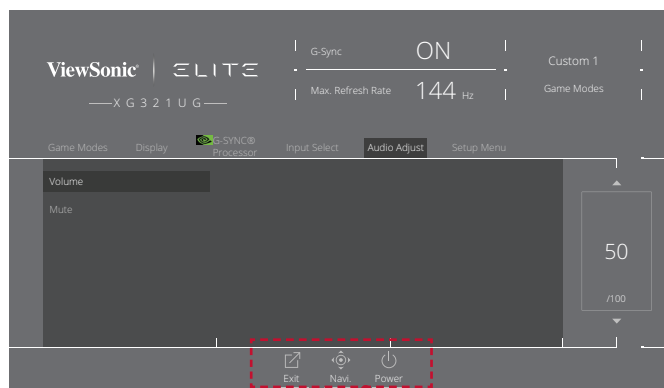 G-Sync ON
ViewSonic® ELITE
Custom 1
Max. Refresh Rate 144 Hz
Game Modes
XG321UG
Game Modes Display G-SYNC® Processor Input Select Audio Adjust Setup Menu
Volume
Mute
50
/100
Exit Navi. Power